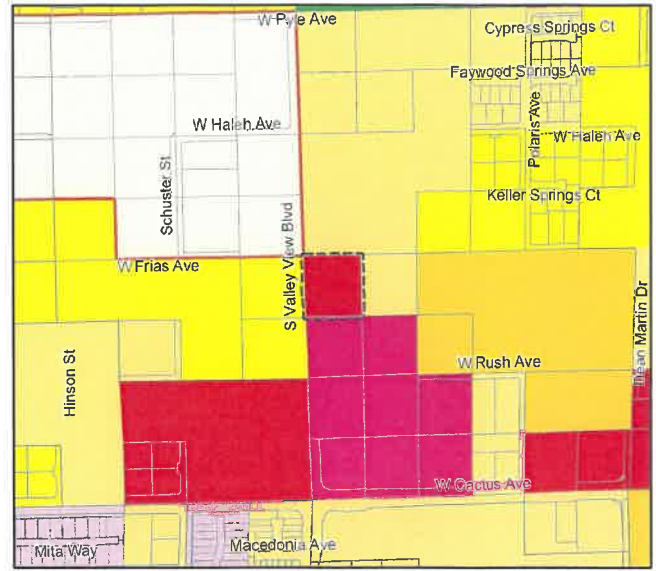 W Pyle Ave
Cypress Springs Ct
Faywood Springs Ave
Polaris Ave
W Haleh Ave
W Haleh Ave
Schuster St
Keller Springs Ct
S Valley View Blvd
W Frias Ave
Dean Martin Dr
W Rush Ave
Hinson St
W Cactus Ave
Mita Way
Macedonia Ave